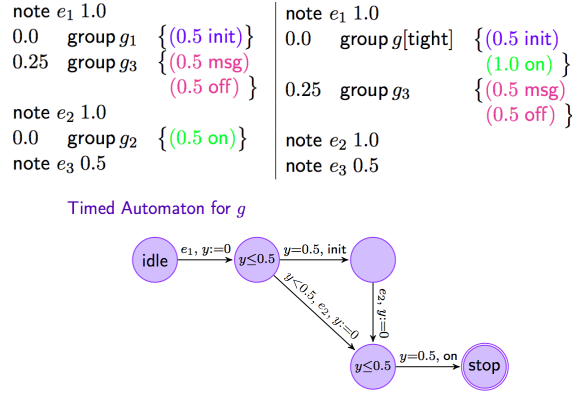 note e₁ 1.0
0.0 group g₁ {(0.5 init)}
0.25 group g₃ {(0.5 msg)
(0.5 off) }
note e₂ 1.0
0.0 group g₂ {(0.5 on)}
note e₃ 0.5
note e₁ 1.0
0.0 group g[tight] {(0.5 init)
(1.0 on) }
0.25 group g₃ {(0.5 msg)
(0.5 off) }
note e₂ 1.0
note e₃ 0.5
Timed Automaton for g
idle
e₁, y:=0
y≤0.5
y=0.5, init
y<0.5, e₂, y:=0
e₂, y:=0
y≤0.5
y=0.5, on
stop